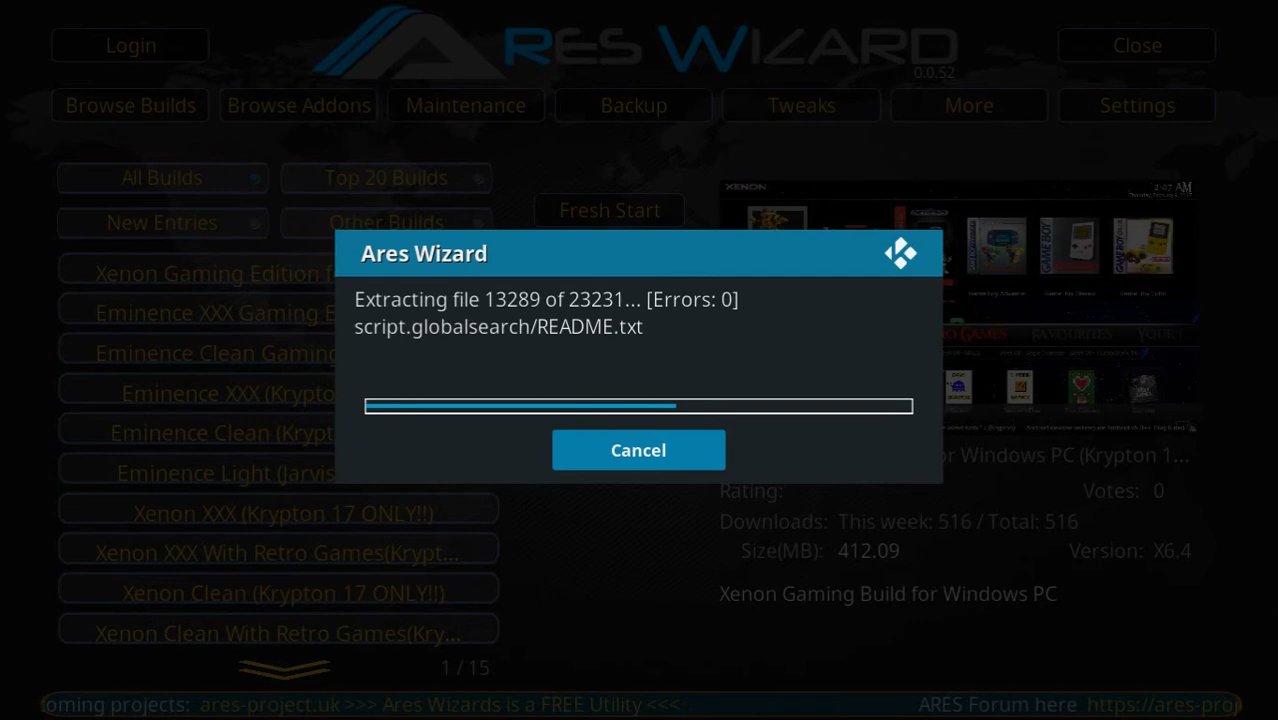 Login
ARES WIZARD
Close
0.0.52
Browse Builds
Browse Addons
Maintenance
Backup
Tweaks
More
Settings
All Builds
Top 20 Builds
New Entries
Other Builds
Fresh Start
XENON
2:07 AM
Ares Wizard
Extracting file 13289 of 23231... [Errors: 0]
script.globalsearch/README.txt
Cancel
Xenon Gaming Edition f
Eminence XXX Gaming E
Eminence Clean Gaming
Eminence XXX (Krypto
Eminence Clean (Krypt
Eminence Light (Jarvis
Xenon XXX (Krypton 17 ONLY!!)
Xenon XXX With Retro Games(Krypt...
Xenon Clean (Krypton 17 ONLY!!)
Xenon Clean With Retro Games(Kry...
1 / 15
or Windows PC (Krypton 1...
Rating:
Votes: 0
Downloads: This week: 516 / Total: 516
Size(MB): 412.09
Version: X6.4
Xenon Gaming Build for Windows PC
oming projects: ares-project.uk >>> Ares Wizards is a FREE Utility <<<
ARES Forum here https://ares-proj